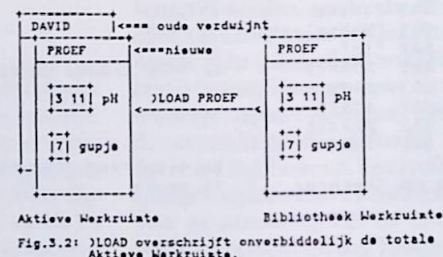 DAVID <--- oude verdwijnt
PROEF <---nieuwe PROEF
|3 11| pH )LOAD PROEF |3 11| pH
|7| gupje |7| gupje
Aktieve Werkruimte Bibliotheek Werkruimte
Fig.3.2: )LOAD overschrijft onverbiddelijk de totale
Aktieve Werkruimte.